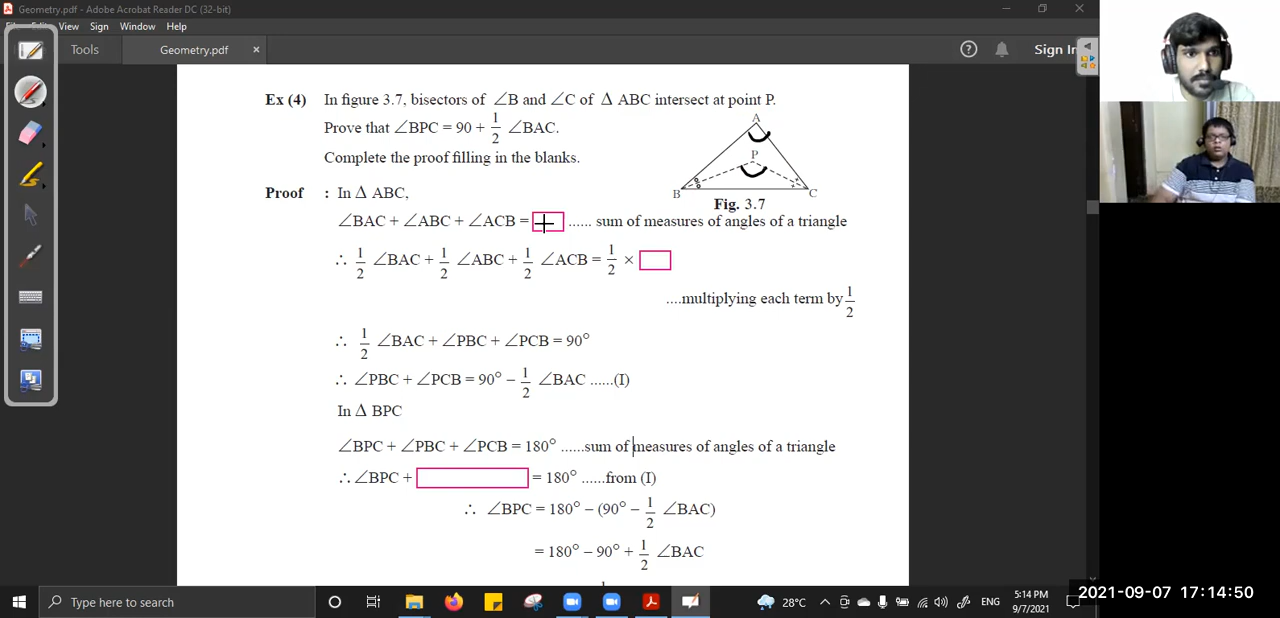 Geometry.pdf - Adobe Acrobat Reader DC (32-bit)
View Sign Window Help
Tools Geometry.pdf × Sign In
Ex (4) In figure 3.7, bisectors of ∠B and ∠C of Δ ABC intersect at point P.
Prove that ∠BPC = 90 + 1/2 ∠BAC.
Complete the proof filling in the blanks.
A
P
B C
Fig. 3.7
Proof : In Δ ABC,
∠BAC + ∠ABC + ∠ACB = ...... sum of measures of angles of a triangle
∴ 1/2 ∠BAC + 1/2 ∠ABC + 1/2 ∠ACB = 1/2 ×
....multiplying each term by 1/2
∴ 1/2 ∠BAC + ∠PBC + ∠PCB = 90°
∴ ∠PBC + ∠PCB = 90° − 1/2 ∠BAC ......(I)
In Δ BPC
∠BPC + ∠PBC + ∠PCB = 180° ......sum of measures of angles of a triangle
∴ ∠BPC + = 180° ......from (I)
∴ ∠BPC = 180° − (90° − 1/2 ∠BAC)
= 180° − 90° + 1/2 ∠BAC
Type here to search
28°C
ENG
5:14 PM
9/7/2021
2021-09-07 17:14:50